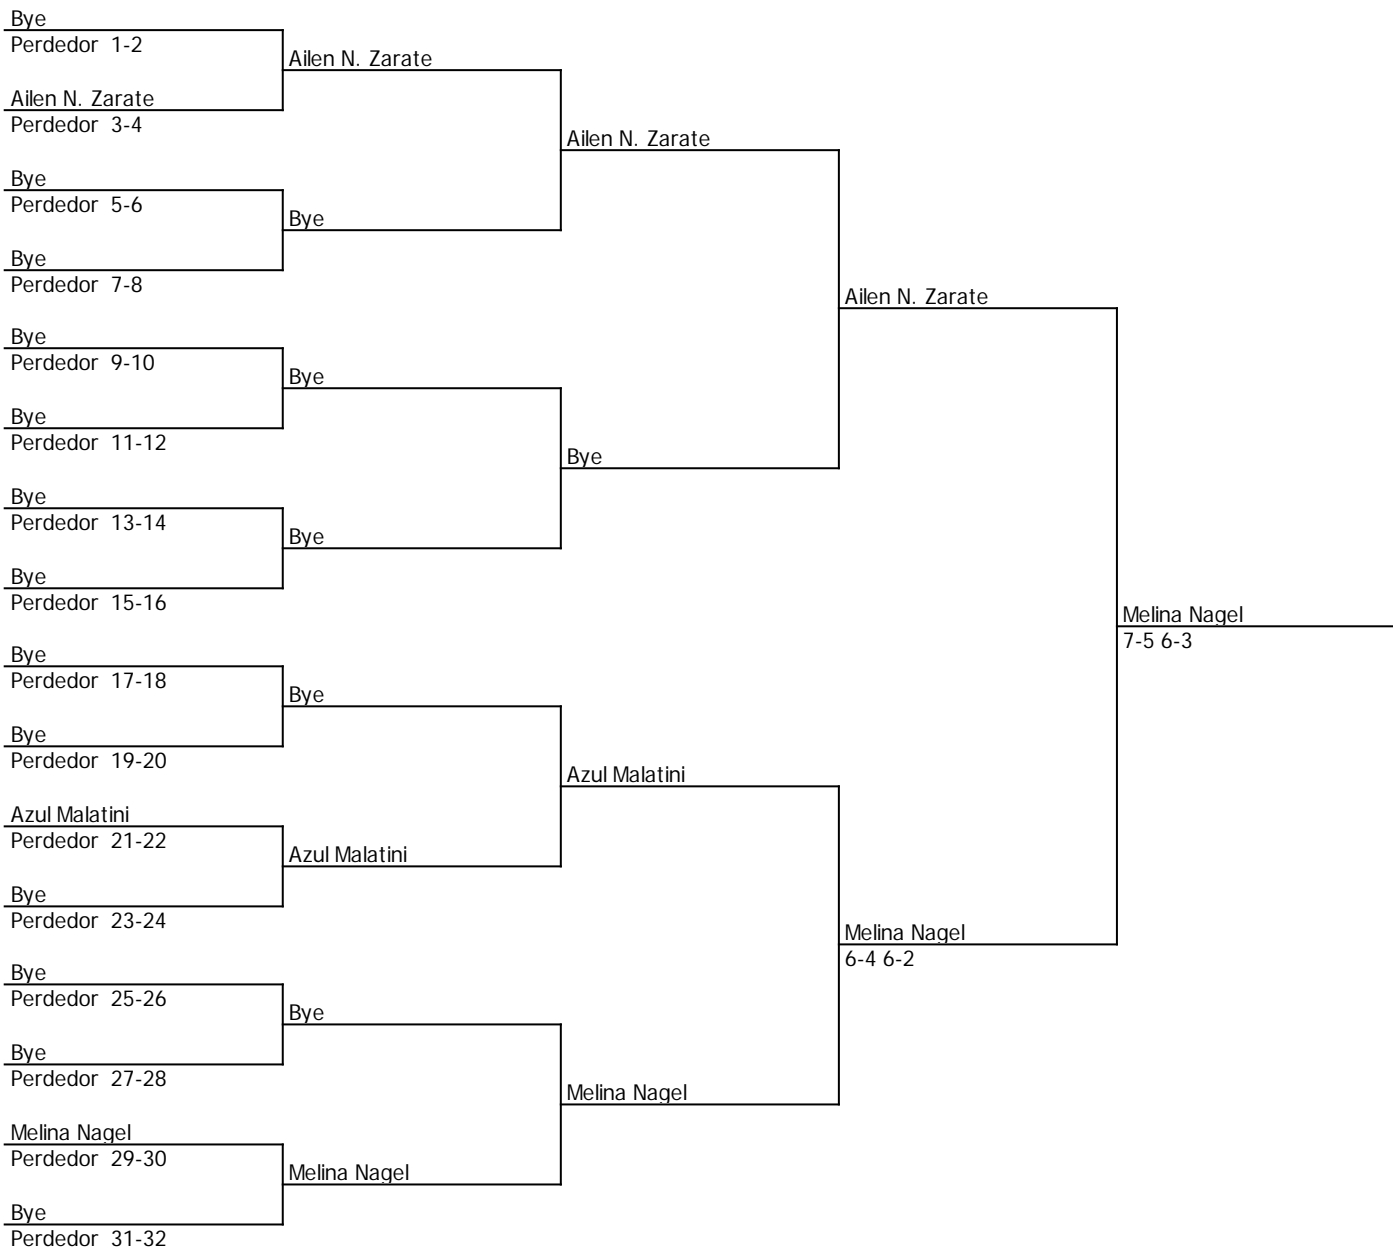 Bye
Perdedor 1-2
Ailen N. Zarate
Ailen N. Zarate
Perdedor 3-4
Ailen N. Zarate
Bye
Perdedor 5-6
Bye
Bye
Perdedor 7-8
Ailen N. Zarate
Bye
Perdedor 9-10
Bye
Bye
Perdedor 11-12
Bye
Bye
Perdedor 13-14
Bye
Bye
Perdedor 15-16
Melina Nagel
7-5 6-3
Bye
Perdedor 17-18
Bye
Bye
Perdedor 19-20
Azul Malatini
Azul Malatini
Perdedor 21-22
Azul Malatini
Bye
Perdedor 23-24
Melina Nagel
6-4 6-2
Bye
Perdedor 25-26
Bye
Bye
Perdedor 27-28
Melina Nagel
Melina Nagel
Perdedor 29-30
Melina Nagel
Bye
Perdedor 31-32